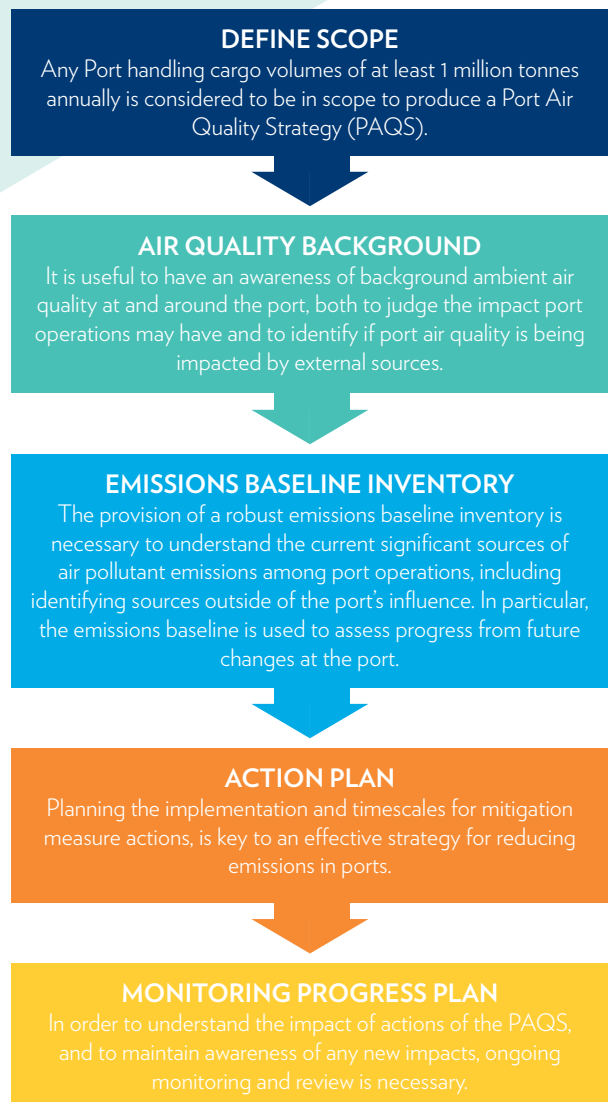 DEFINE SCOPE
Any Port handling cargo volumes of at least 1 million tonnes
annually is considered to be in scope to produce a Port Air
Quality Strategy (PAQS).
AIR QUALITY BACKGROUND
It is useful to have an awareness of background ambient air
quality at and around the port, both to judge the impact port
operations may have and to identify if port air quality is being
impacted by external sources.
EMISSIONS BASELINE INVENTORY
The provision of a robust emissions baseline inventory is
necessary to understand the current significant sources of
air pollutant emissions among port operations, including
identifying sources outside of the port's influence. In particular,
the emissions baseline is used to assess progress from future
changes at the port.
ACTION PLAN
Planning the implementation and timescales for mitigation
measure actions, is key to an effective strategy for reducing
emissions in ports.
MONITORING PROGRESS PLAN
In order to understand the impact of actions of the PAQS,
and to maintain awareness of any new impacts, ongoing
monitoring and review is necessary.